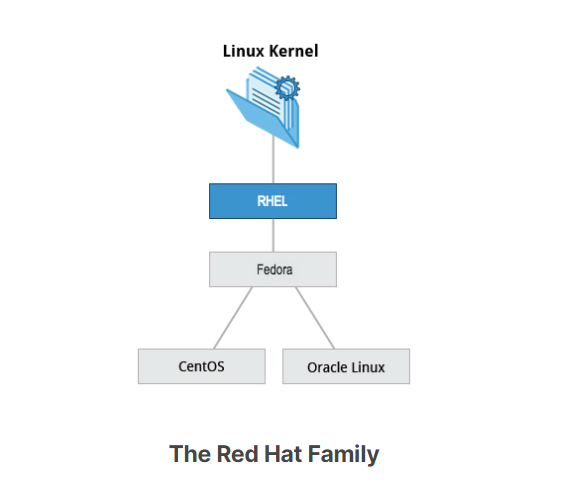 Linux Kernel
RHEL
Fedora
CentOS
Oracle Linux
The Red Hat Family